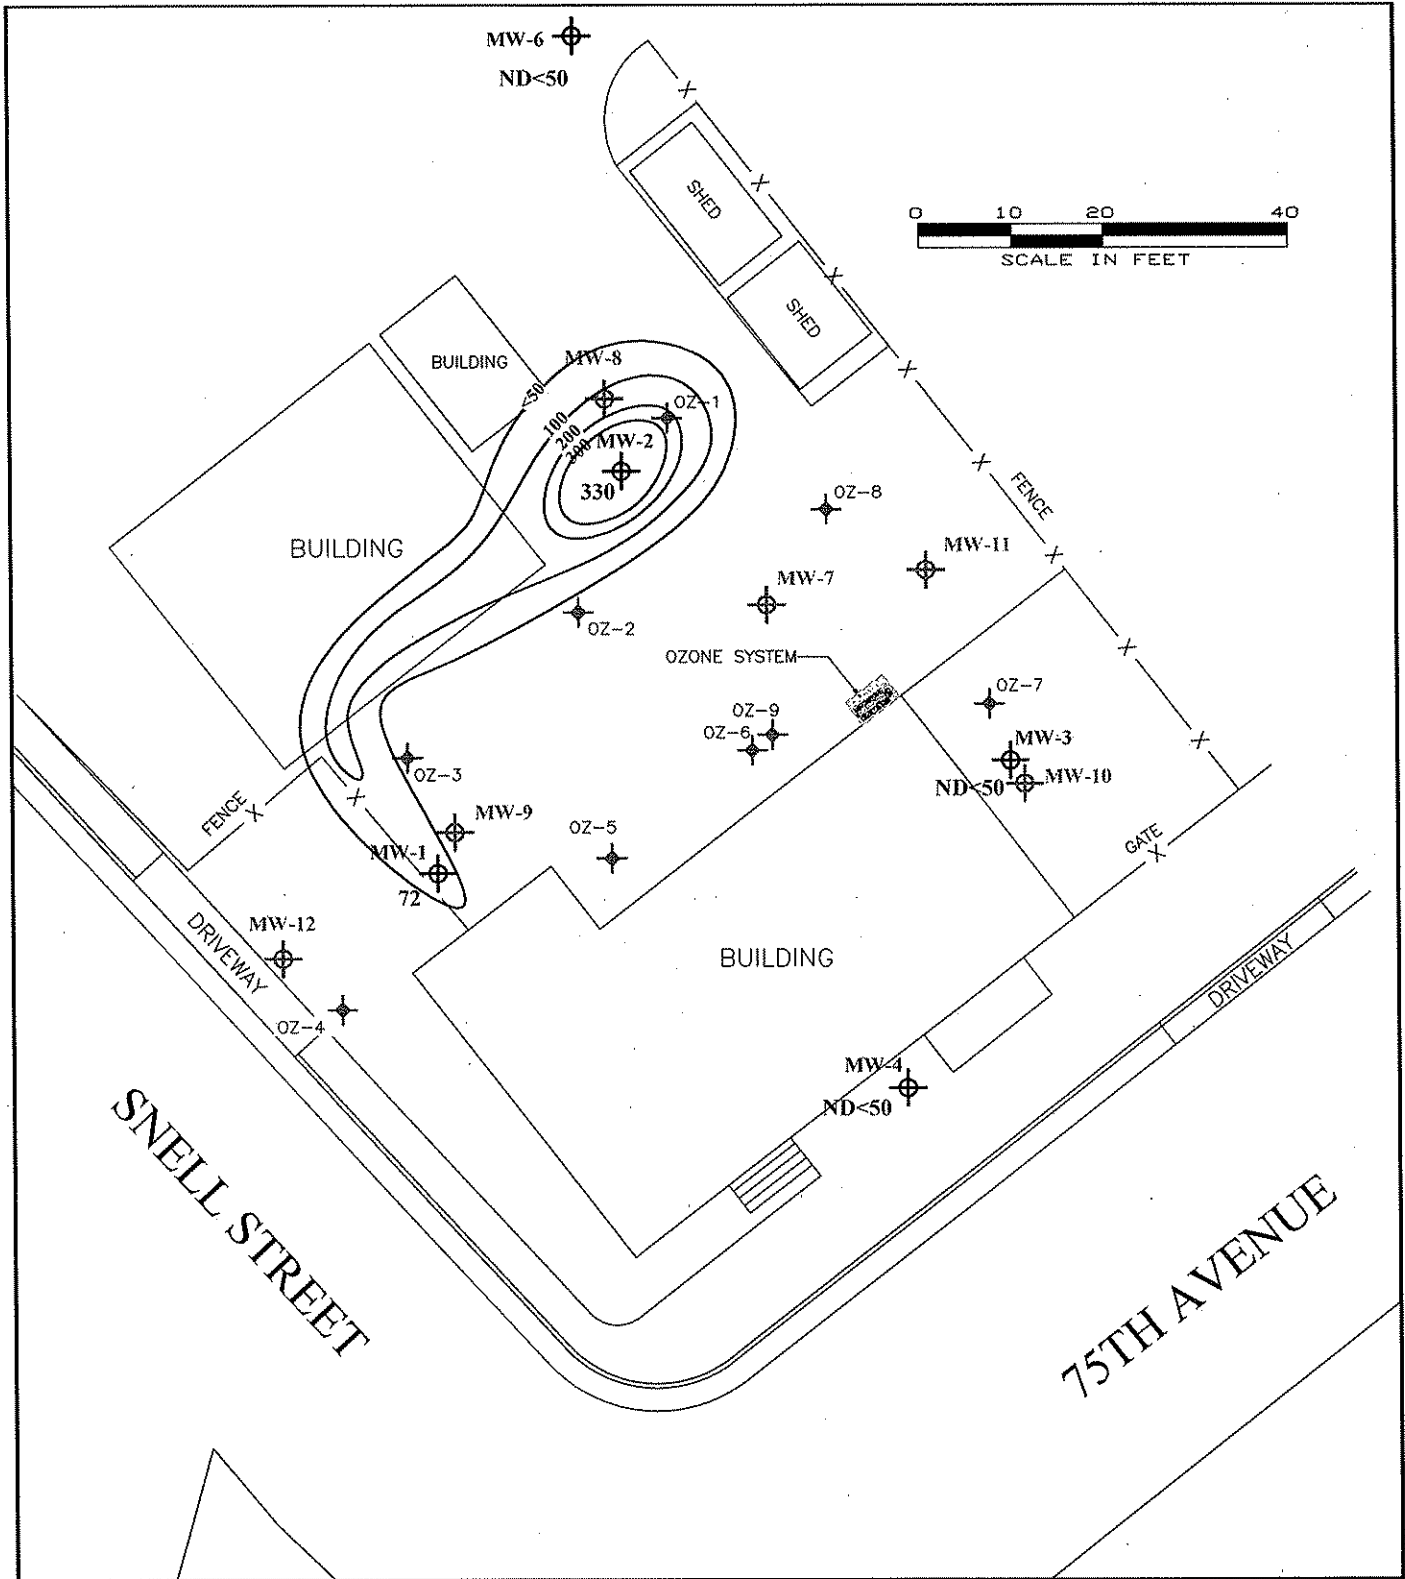 MW-6
ND<50
SHED
SHED
0 10 20 40
SCALE IN FEET
BUILDING
MW-8
<50
100
200
300
OZ-1
MW-2
330
OZ-8
FENCE
BUILDING
MW-11
MW-7
OZ-2
OZONE SYSTEM
OZ-7
OZ-9
OZ-6
MW-3
ND<50
MW-10
OZ-3
FENCE
MW-9
OZ-5
GATE
MW-1
72
MW-12
DRIVEWAY
BUILDING
DRIVEWAY
OZ-4
MW-4
ND<50
SNELL STREET
75TH AVENUE